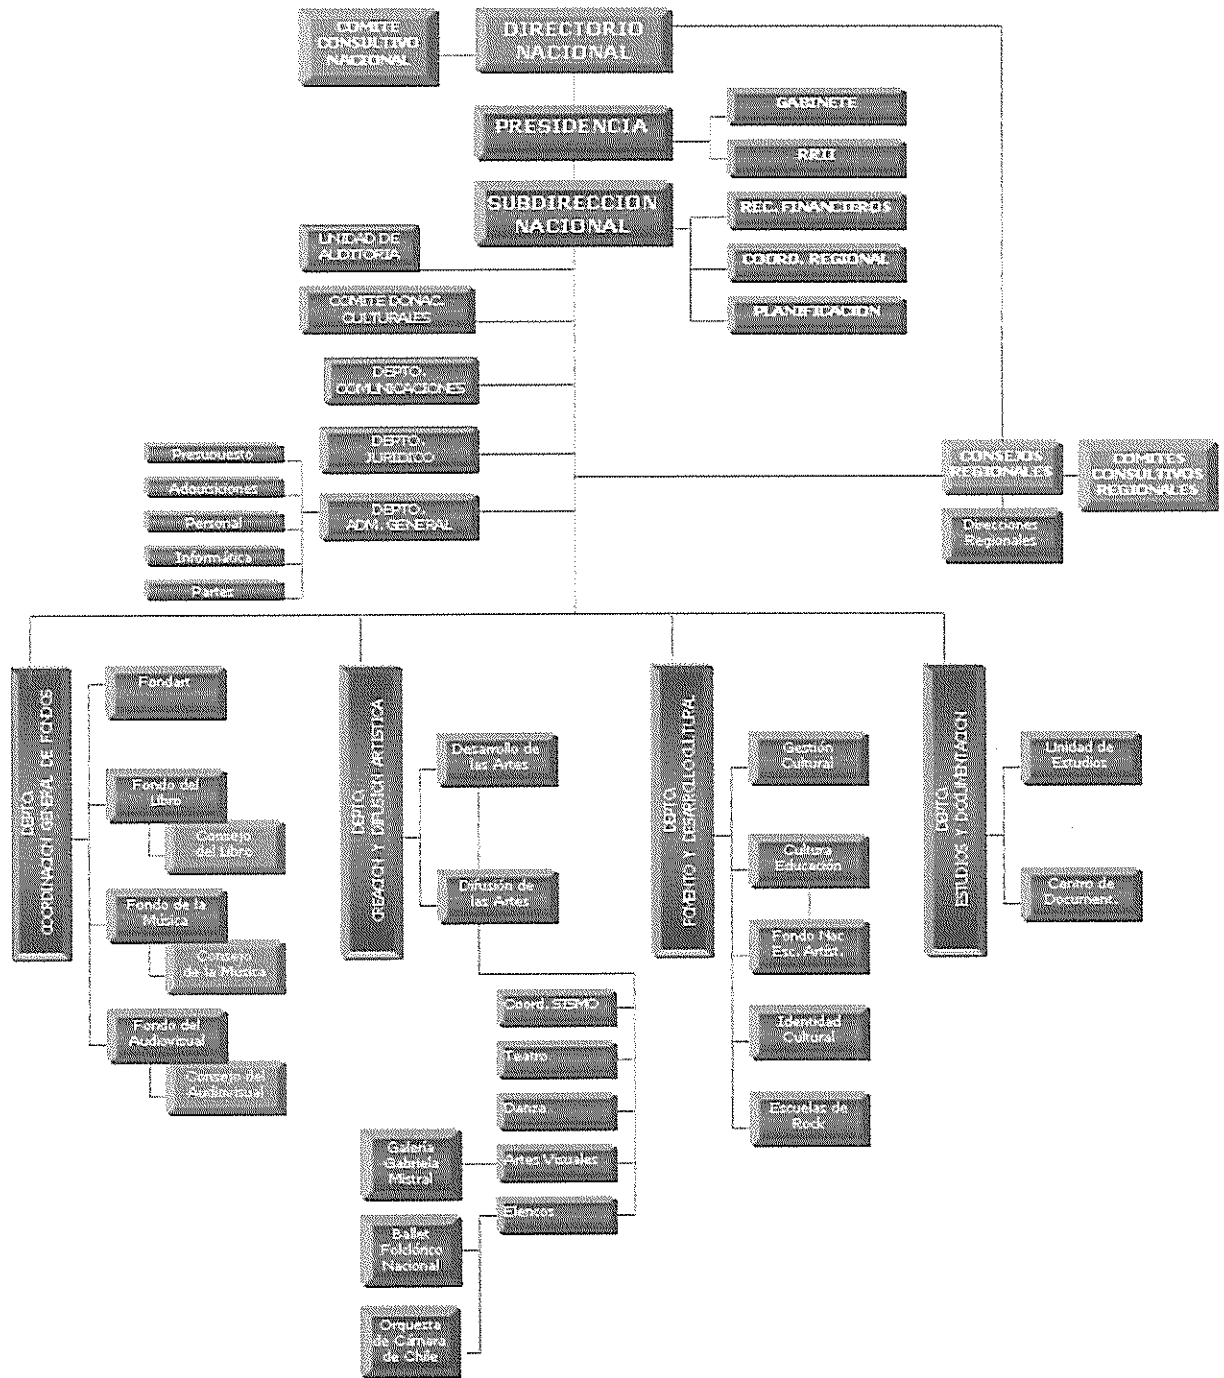 COMITE
CONSULTIVO
NACIONAL
DIRECTORIO
NACIONAL
PRESIDENCIA
GABINETE
RRII
SUBDIRECCION
NACIONAL
REC. FINANCIEROS
COORD. REGIONAL
PLANIFICACION
UNIDAD DE
AUDITORIA
COMITE DONAC.
CULTURALES
DEPTO.
COMUNICACIONES
DEPTO.
JURIDICO
DEPTO.
ADM. GENERAL
Presupuesto
Adquisiciones
Personal
Informática
Partes
CONSEJOS
REGIONALES
COMITES
CONSULTIVOS
REGIONALES
Direcciones
Regionales
DEPTO.
COORDINACION GENERAL DE FONDOS
Fondart
Fondo del
Libro
Consejo
del Libro
Fondo de la
Música
Consejo
de la Música
Fondo del
Audiovisual
Consejo del
Audiovisual
DEPTO.
CREACION Y DIFUSION ARTISTICA
Desarrollo de
las Artes
Difusión de
las Artes
Coord. SISMO
Teatro
Danza
Artes Visuales
Elencos
Galería
Gabriela
Mistral
Ballet
Folclórico
Nacional
Orquesta
de Cámara
de Chile
DEPTO.
FOMENTO Y DESARROLLO CULTURAL
Gestión
Cultural
Cultura
Educación
Fondo Nac
Esc. Artist.
Identidad
Cultural
Escuelas de
Rock
DEPTO.
ESTUDIOS Y DOCUMENTACION
Unidad de
Estudios
Centro de
Document.